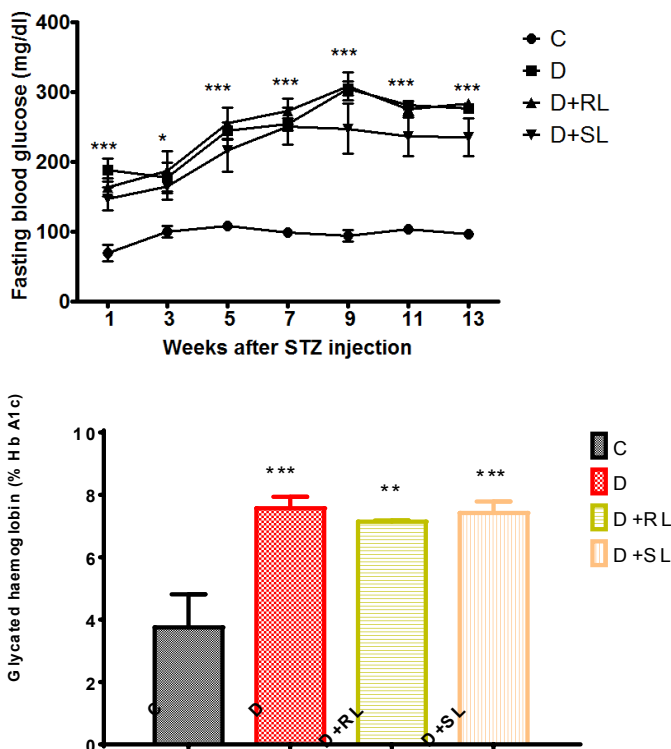 Fasting blood glucose (mg/dl)
400
300
200
100
0
***
*
***
***
***
***
***
C
D
D+RL
D+SL
1 3 5 7 9 11 13
Weeks after STZ injection
Glycated haemoglobin (% Hb A1c)
10
8
6
4
2
0
***
**
***
C
D
D+RL
D+SL
C
D
D+RL
D+SL